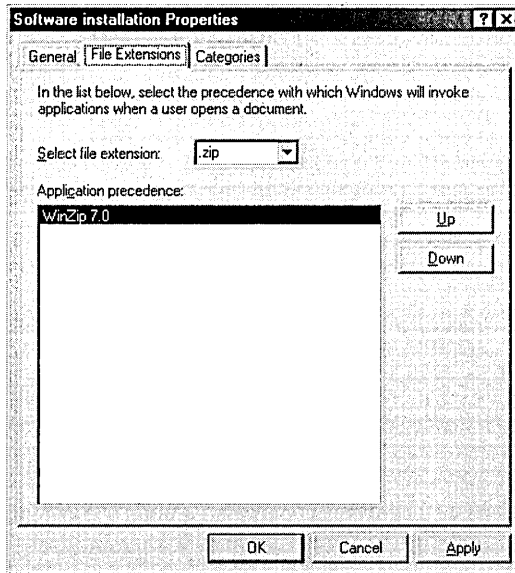 Software installation Properties
General File Extensions Categories
In the list below, select the precedence with which Windows will invoke
applications when a user opens a document.
Select file extension: .zip
Application precedence:
WinZip 7.0
Up
Down
OK Cancel Apply